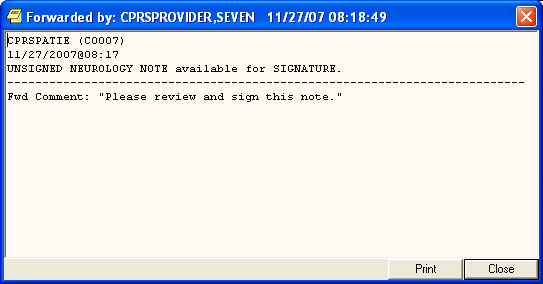 Forwarded by: CPRSPROVIDER,SEVEN 11/27/07 08:18:49
CPRSPATIE (C0007)
11/27/2007@08:17
UNSIGNED NEUROLOGY NOTE available for SIGNATURE.
--------------------------------------------------------------------------
Fwd Comment: "Please review and sign this note."
Print Close